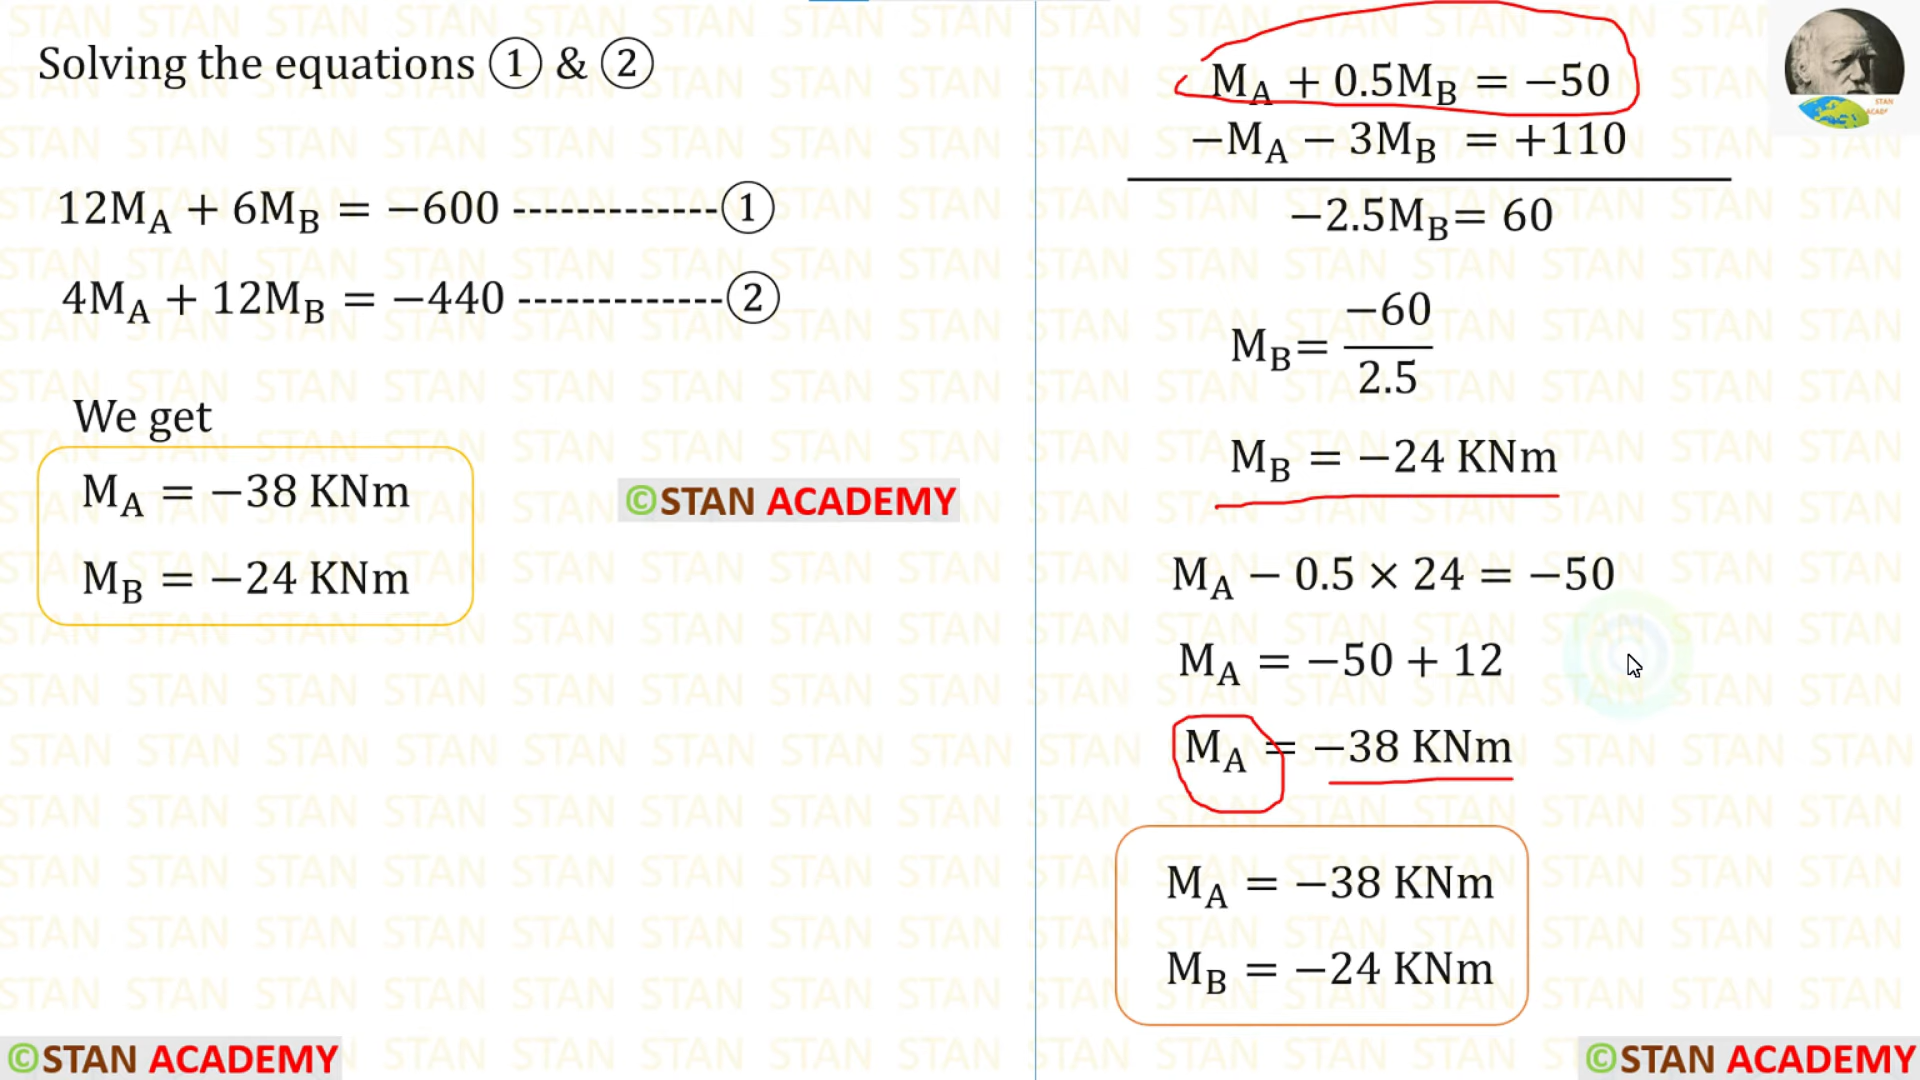 Solving the equations ① & ②
12M_A + 6M_B = −600 -------------①
4M_A + 12M_B = −440 -------------②
We get
M_A = −38 KNm
M_B = −24 KNm
©STAN ACADEMY
©STAN ACADEMY
M_A + 0.5M_B = −50
−M_A − 3M_B = +110
−2.5M_B= 60
M_B= −60/2.5
M_B = −24 KNm
M_A − 0.5 × 24 = −50
M_A = −50 + 12
M_A = −38 KNm
M_A = −38 KNm
M_B = −24 KNm
STAN
©STAN ACADEMY